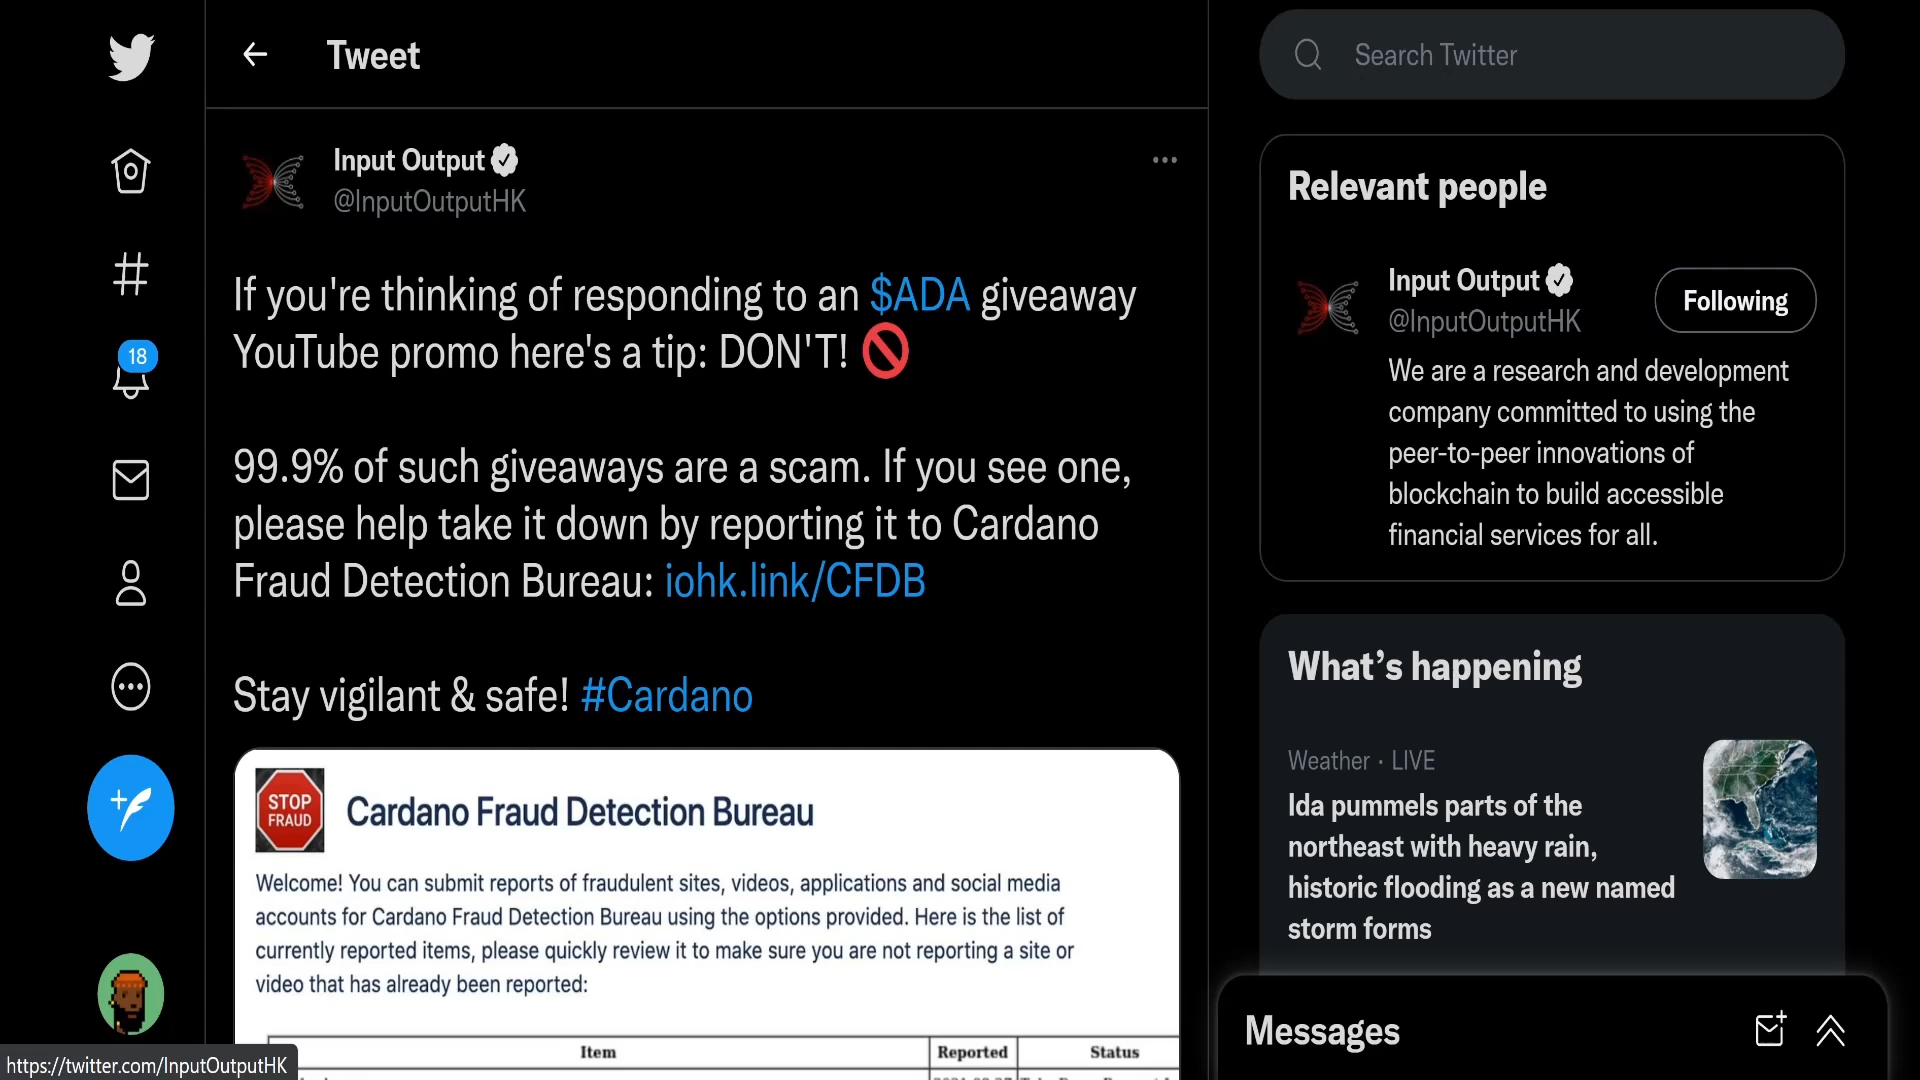 Tweet
Search Twitter
Input Output
@InputOutputHK
If you're thinking of responding to an $ADA giveaway
YouTube promo here's a tip: DON'T!
99.9% of such giveaways are a scam. If you see one,
please help take it down by reporting it to Cardano
Fraud Detection Bureau: iohk.link/CFDB
Stay vigilant & safe! #Cardano
STOP
FRAUD
Cardano Fraud Detection Bureau
Welcome! You can submit reports of fraudulent sites, videos, applications and social media
accounts for Cardano Fraud Detection Bureau using the options provided. Here is the list of
currently reported items, please quickly review it to make sure you are not reporting a site or
video that has already been reported:
Item Reported Status
18
Relevant people
Input Output
@InputOutputHK
Following
We are a research and development
company committed to using the
peer-to-peer innovations of
blockchain to build accessible
financial services for all.
What's happening
Weather · LIVE
Ida pummels parts of the
northeast with heavy rain,
historic flooding as a new named
storm forms
Messages
https://twitter.com/InputOutputHK